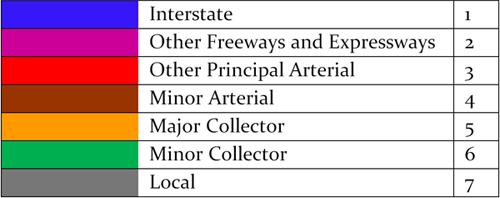 Interstate 1
Other Freeways and Expressways 2
Other Principal Arterial 3
Minor Arterial 4
Major Collector 5
Minor Collector 6
Local 7